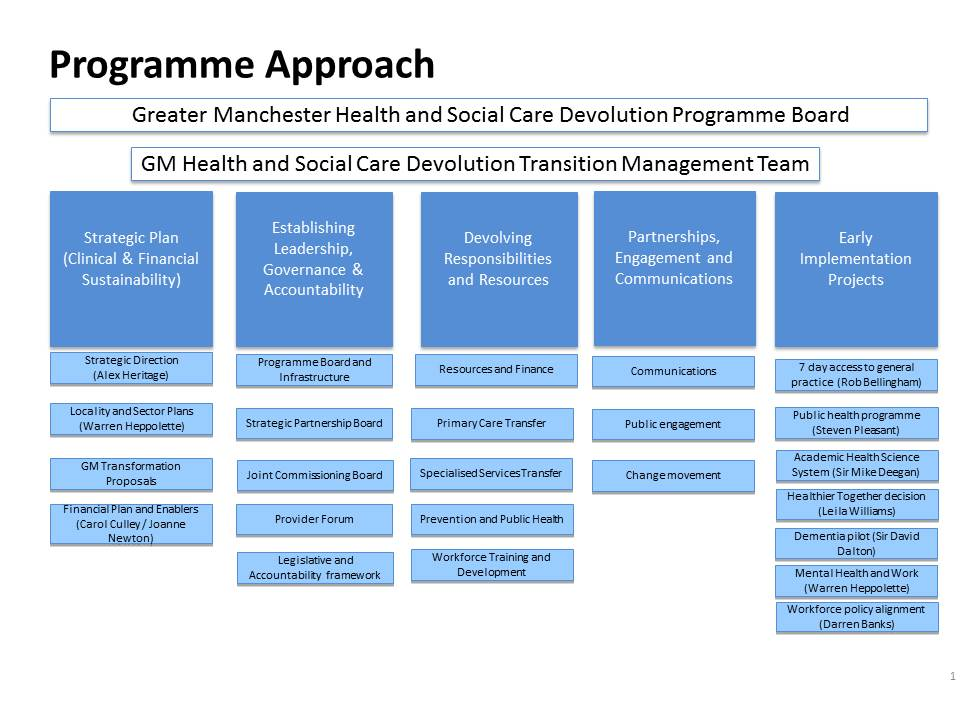 Programme Approach
Greater Manchester Health and Social Care Devolution Programme Board
GM Health and Social Care Devolution Transition Management Team
Strategic Plan
(Clinical & Financial
Sustainability)
Strategic Direction
(Alex Heritage)
Locality and Sector Plans
(Warren Heppolette)
GM Transformation
Proposals
Financial Plan and Enablers
(Carol Culley / Joanne
Newton)
Establishing
Leadership,
Governance &
Accountability
Programme Board and
Infrastructure
Strategic Partnership Board
Joint Commissioning Board
Provider Forum
Legislative and
Accountability framework
Devolving
Responsibilities
and Resources
Resources and Finance
Primary Care Transfer
Specialised Services Transfer
Prevention and Public Health
Workforce Training and
Development
Partnerships,
Engagement and
Communications
Communications
Public engagement
Change movement
Early
Implementation
Projects
7 day access to general
practice (Rob Bellingham)
Public health programme
(Steven Pleasant)
Academic Health Science
System (Sir Mike Deegan)
Healthier Together decision
(Leila Williams)
Dementia pilot (Sir David
Dalton)
Mental Health and Work
(Warren Heppolette)
Workforce policy alignment
(Darren Banks)
1